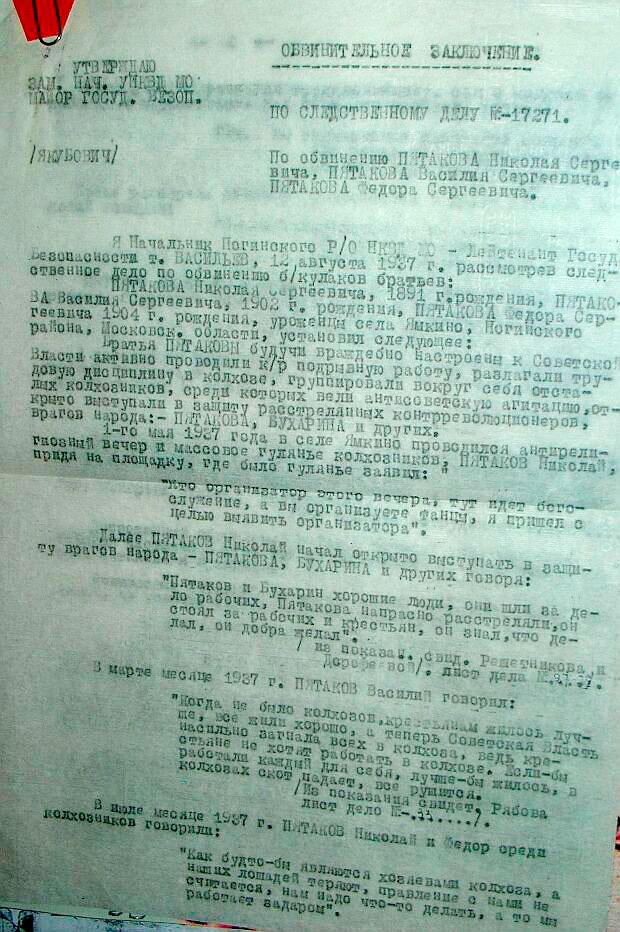 ОБВИНИТЕЛЬНОЕ ЗАКЛЮЧЕНИЕ.
УТВЕРЖДАЮ
ЗАМ. НАЧ. УНКВД МО
МАЙОР ГОСУД. БЕЗОП.
ПО СЛЕДСТВЕННОМУ ДЕЛУ №-17271.
/ЯКУБОВИЧ/
По обвинению ПЯТАКОВА Николая Серге-
вича, ПЯТАКОВА Василия Сергеевича,
ПЯТАКОВА Федора Сергеевича.
Я Начальник Ногинского Р/О НКВД МО - Лейтенант Госуд
Безопасности т. ВАСИЛЬЕВ, 12 августа 1937 г. рассмотрев след-
ственное дело по обвинению б/кулаков братьев:
ПЯТАКОВА Николая Сергеевича, 1891 г.рождения, ПЯТАКО-
ВА Василия Сергеевича, 1902 г. рождения, ПЯТАКОВА Федора Сер-
геевича 1904 г. рождения, уроженцы села Ямкино, Ногинского
района, Московск. области, установил следующее:
Братья ПЯТАКОВЫ будучи враждебно настроены к Советской
Власти активно проводили к/р подрывную работу, разлагали тру-
довую дисциплину в колхозе, группировали вокруг себя отста-
лых колхозников, среди которых вели антисоветскую агитацию,от-
крыто выступали в защиту расстрелянных контрреволюционеров,
врагов народа:- ПЯТАКОВА, БУХАРИНА и других.
1-го мая 1937 года в селе Ямкино проводился антирели-
гиозный вечер и массовое гулянье колхозников, ПЯТАКОВ Николай,
придя на площадку, где было гулянье заявил: "
"Кто организатор этого вечера, тут идет бого-
служение, а вы организуете танцы, я пришел с
целью выявить организатора".
Далее ПЯТАКОВ Николай начал открыто выступать в защи-
ту врагов народа - ПЯТАКОВА, БУХАРИНА и других говоря:
"Пятаков и Бухарин хорошие люди, они шли за де-
ло рабочих, Пятакова напрасно расстреляли,он
стоял за рабочих и крестьян, он знал,что де-
лал, он добра желал".
/ из показан. свид. Решетникова и
Дорофеевой/. лист дела №
В марте месяце 1937 г. ПЯТАКОВ Василий говорил:
"Когда не было колхозов,крестьянам жилось луч-
ше, все жили хорошо, а теперь Советская Власть
насильно загнала всех в колхоза, ведь кре-
стьяне не хотят работать в колхозе. Если-бы
работали каждый для себя, лучше-бы жилось, в
колхозах скот падает, все рушится.
/Из показания свидет. Рябова
лист дело №-.33...../.
В июле месяце 1937 г. ПЯТАКОВ Николай и Федор среди
колхозников говорили:
"Как будто-бы являются хозяевами колхоза, а
наших лошадей теряют, правление с нами не
считается, нам надо что-то делать, а то мы
работает задаром".